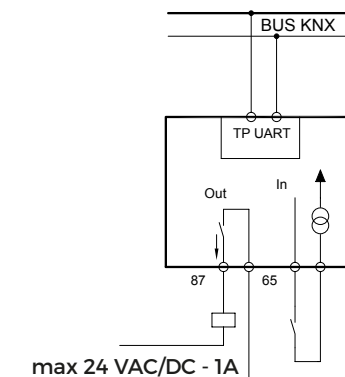 BUS KNX
TP UART
Out In
87 65
max 24 VAC/DC - 1A